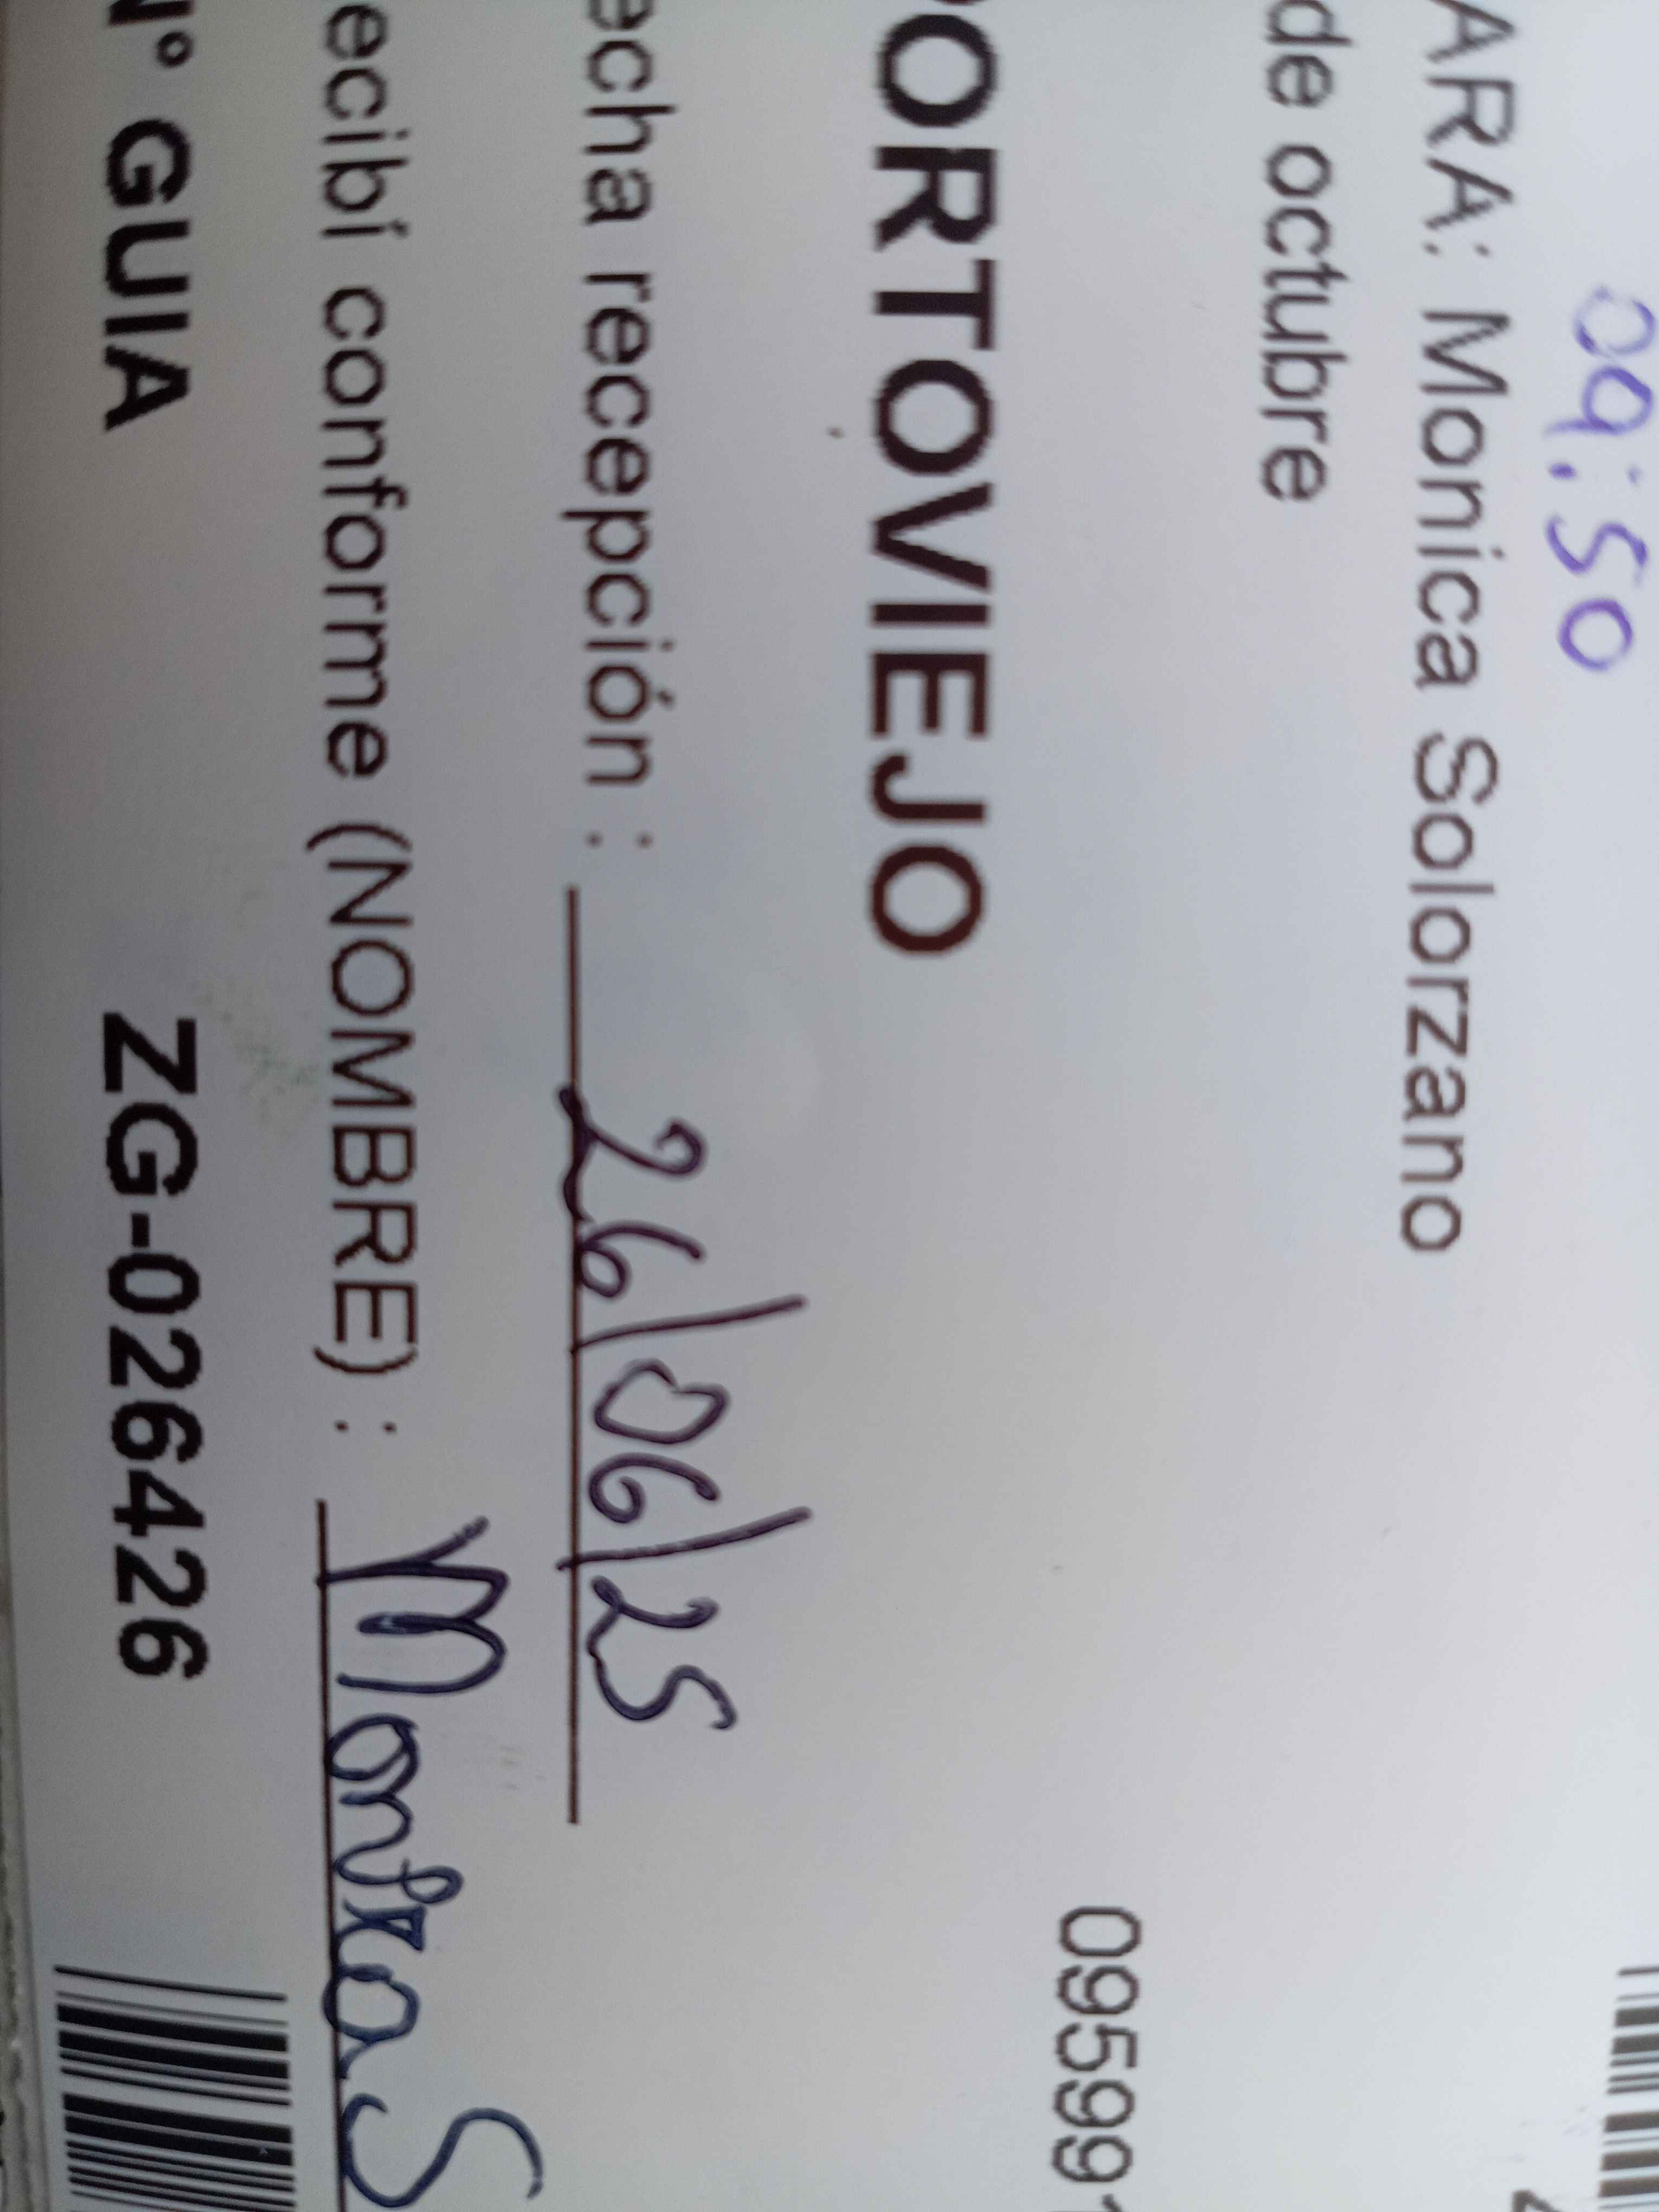 09:50
ARA: Monica Solorzano
de octubre
09599
ORTOVIEJO
echa recepción : 26/06/25
ecibí conforme (NOMBRE) : Monica S
N° GUIA ZG-026426